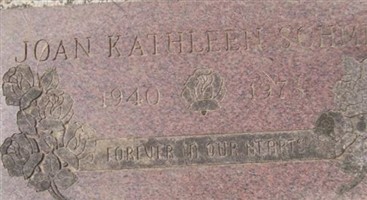 JOAN KATHLEEN
1940
FOREVER IN OUR HEARTS